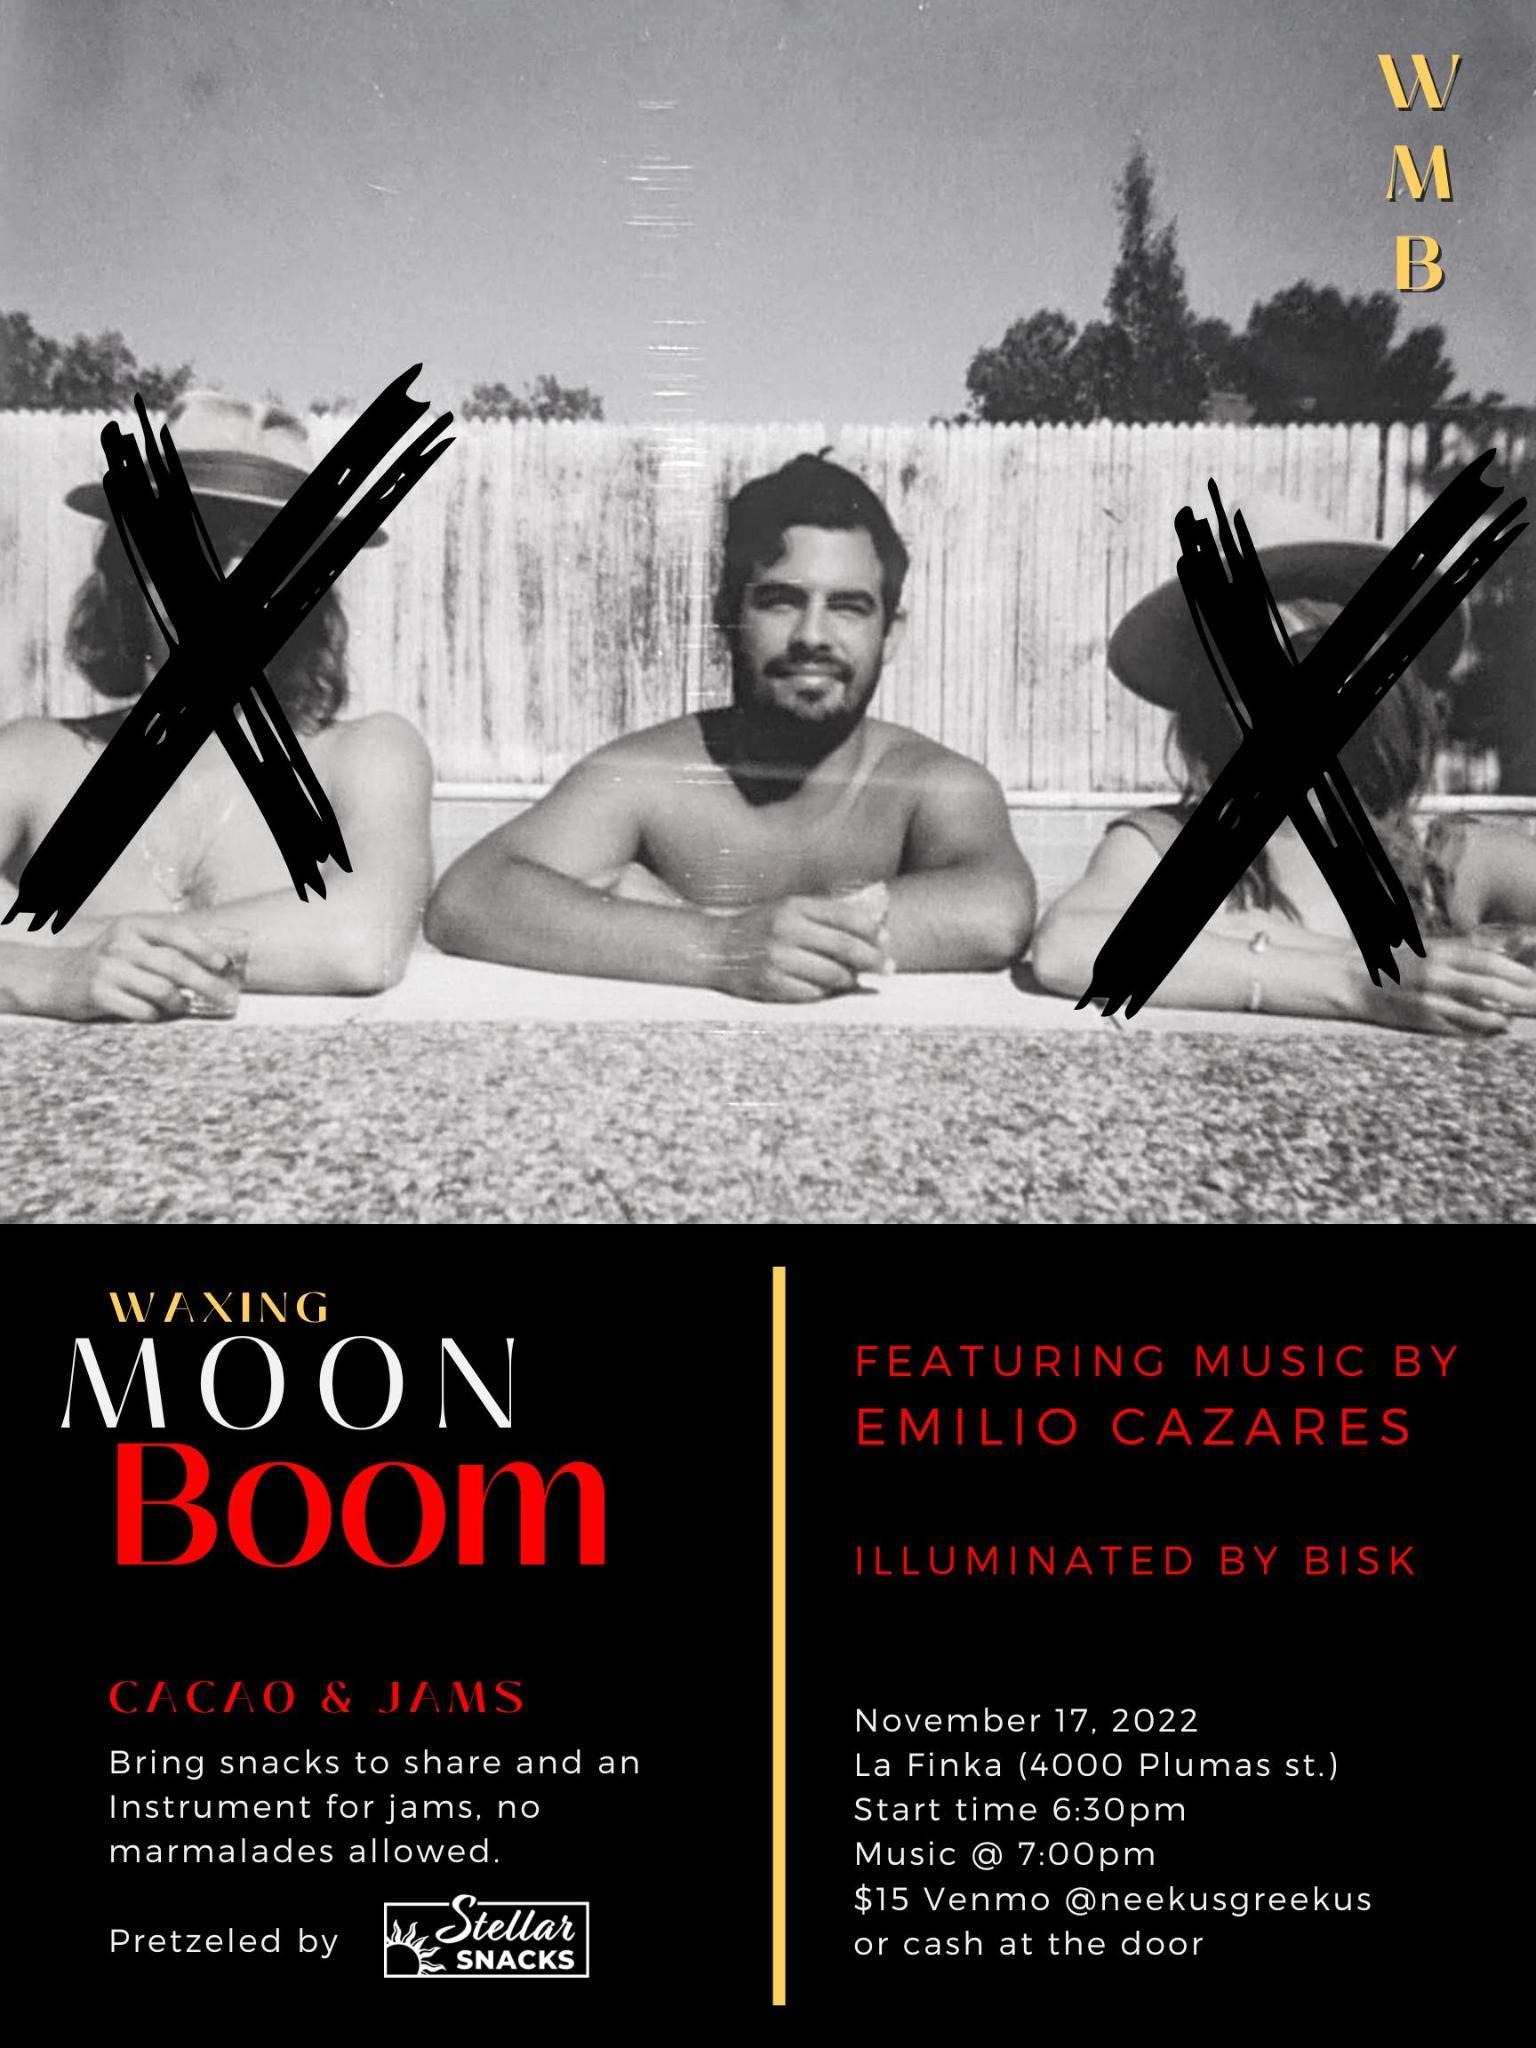 W
M
B
WAXING
MOON
Boom
CACAO & JAMS
Bring snacks to share and an
Instrument for jams, no
marmalades allowed.
Pretzeled by
Stellar
SNACKS
FEATURING MUSIC BY
EMILIO CAZARES
ILLUMINATED BY BISK
November 17, 2022
La Finka (4000 Plumas st.)
Start time 6:30pm
Music @ 7:00pm
$15 Venmo @neekusgreekus
or cash at the door